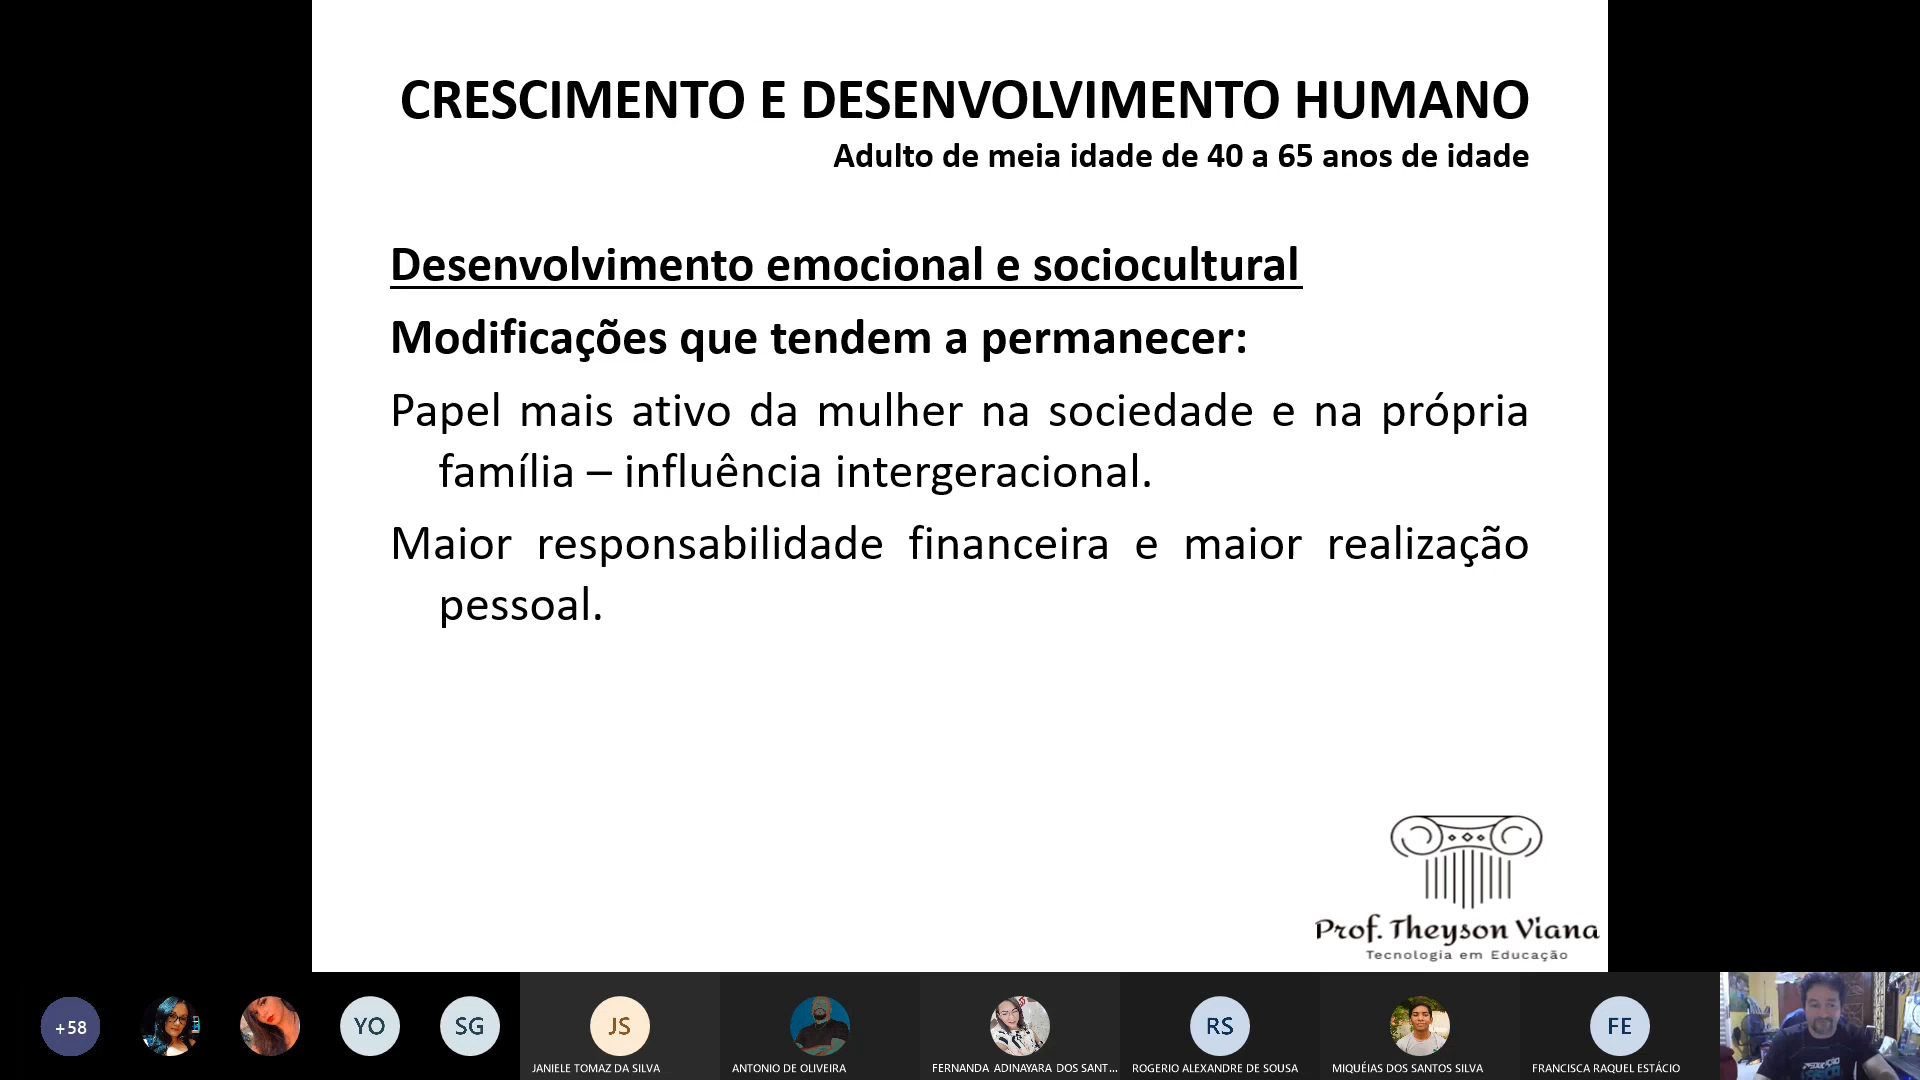 CRESCIMENTO E DESENVOLVIMENTO HUMANO
Adulto de meia idade de 40 a 65 anos de idade
Desenvolvimento emocional e sociocultural
Modificações que tendem a permanecer:
Papel mais ativo da mulher na sociedade e na própria
família – influência intergeracional.
Maior responsabilidade financeira e maior realização
pessoal.
Prof. Theyson Viana
Tecnologia em Educação
+58
YO
SG
JS
RS
FE
JANIELE TOMAZ DA SILVA
ANTONIO DE OLIVEIRA
FERNANDA ADINAYARA DOS SANT...
ROGERIO ALEXANDRE DE SOUSA
MIQUÉIAS DOS SANTOS SILVA
FRANCISCA RAQUEL ESTÁCIO